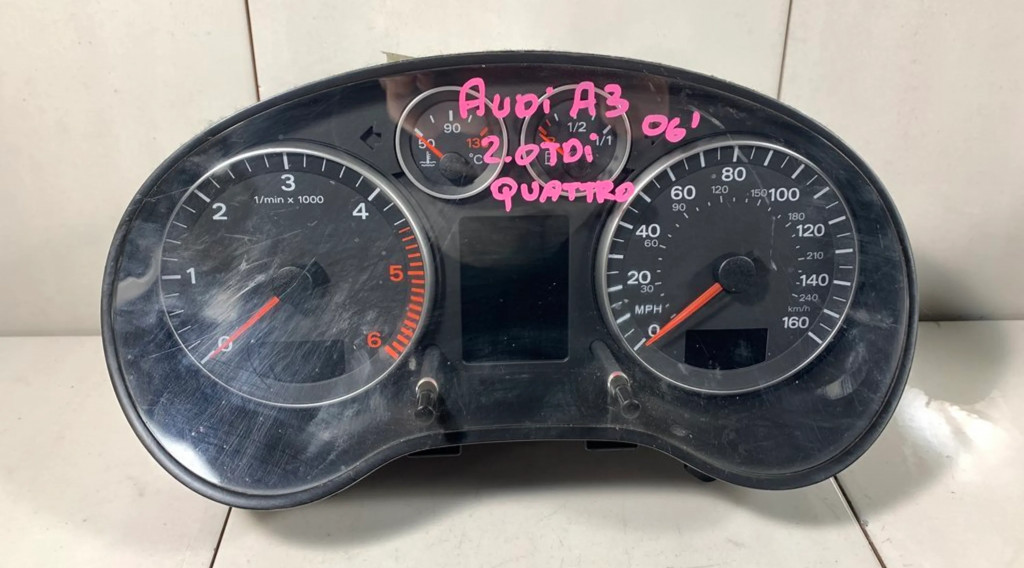 AUDi A3 06'
2.0TDi
QUATTRO
50 90 13
°C
1/2 1/1
1/min x 1000
0 1 2 3 4 5 6
MPH
0 20 40 60 80 100 120 140 160
30 60 90 120 150 180 210 240
km/h